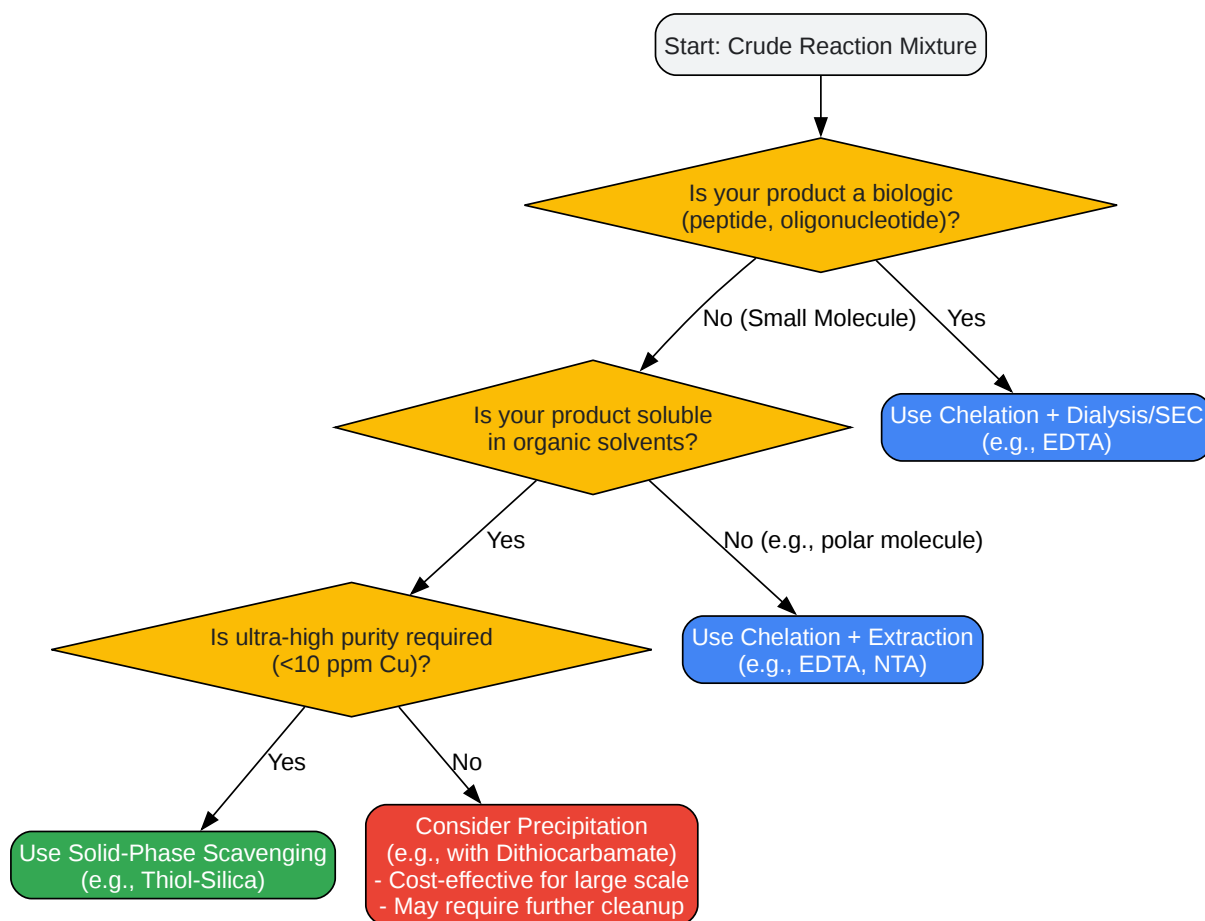 Start: Crude Reaction Mixture
Is your product a biologic
(peptide, oligonucleotide)?
No (Small Molecule)
Yes
Is your product soluble
in organic solvents?
Use Chelation + Dialysis/SEC
(e.g., EDTA)
Yes
No (e.g., polar molecule)
Is ultra-high purity required
(<10 ppm Cu)?
Use Chelation + Extraction
(e.g., EDTA, NTA)
Yes
No
Use Solid-Phase Scavenging
(e.g., Thiol-Silica)
Consider Precipitation
(e.g., with Dithiocarbamate)
- Cost-effective for large scale
- May require further cleanup